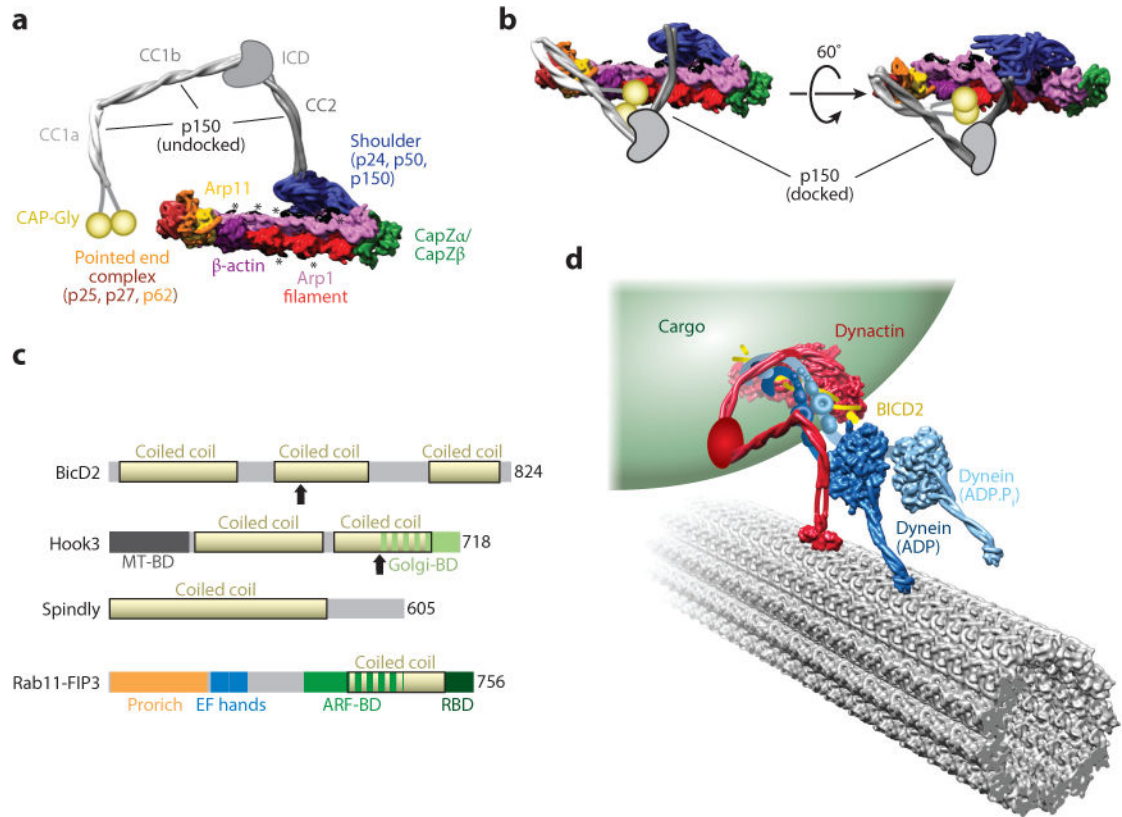 a
CC1b
ICD
CC1a
CC2
p150
(undocked)
Shoulder
(p24, p50,
p150)
Arp11
CAP-Gly
* * * *
CapZα/
CapZβ
Pointed end
complex
(p25, p27, p62)
β-actin
* *
Arp1
filament
b
60°
p150
(docked)
c
Coiled coil Coiled coil Coiled coil
BicD2 824
Coiled coil Coiled coil
Hook3 718
MT-BD Golgi-BD
Coiled coil
Spindly 605
Coiled coil
Rab11-FIP3 756
Prorich EF hands ARF-BD RBD
d
Cargo
Dynactin
BICD2
Dynein
(ADP.Pi)
Dynein
(ADP)